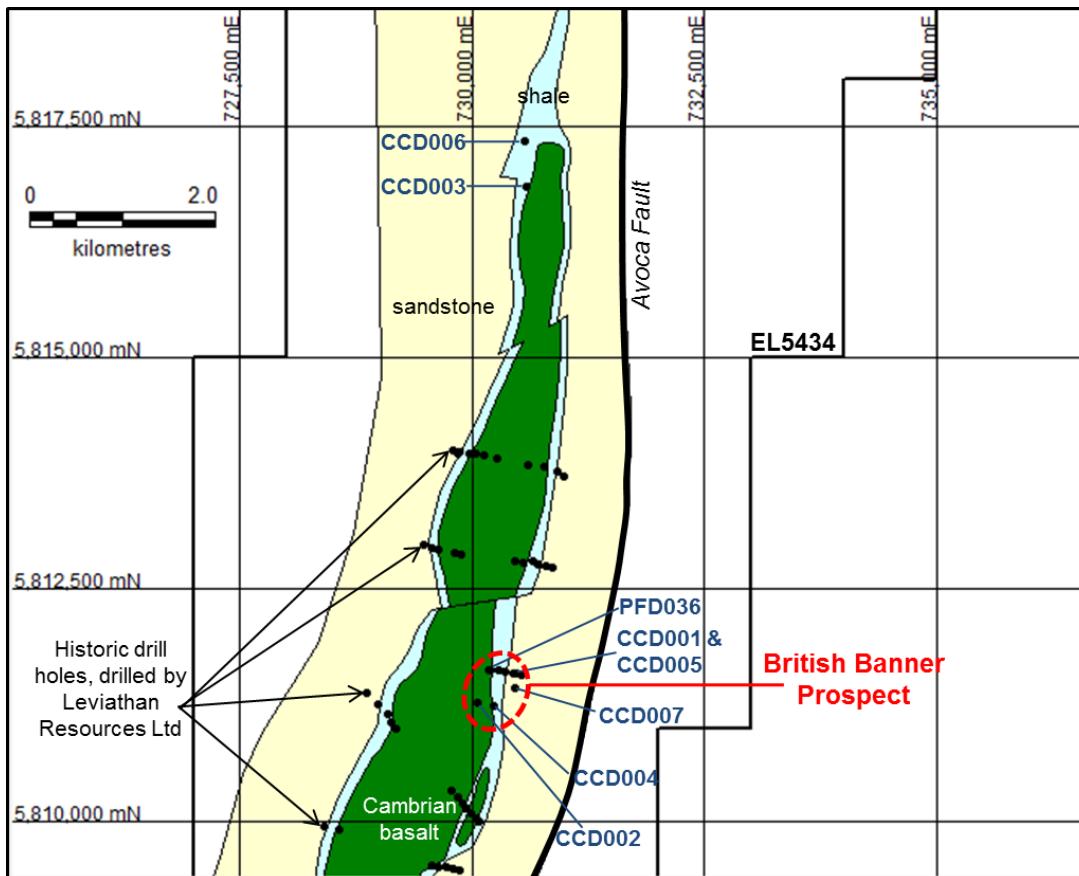 727,500 mE
730,000 mE
732,500 mE
735,000 mE
shale
5,817,500 mN
CCD006
CCD003
0 2.0
kilometres
Avoca Fault
sandstone
EL5434
5,815,000 mN
5,812,500 mN
PFD036
CCD001 &
CCD005
British Banner
Prospect
Historic drill
holes, drilled by
Leviathan
Resources Ltd
CCD007
CCD004
5,810,000 mN
Cambrian
basalt
CCD002